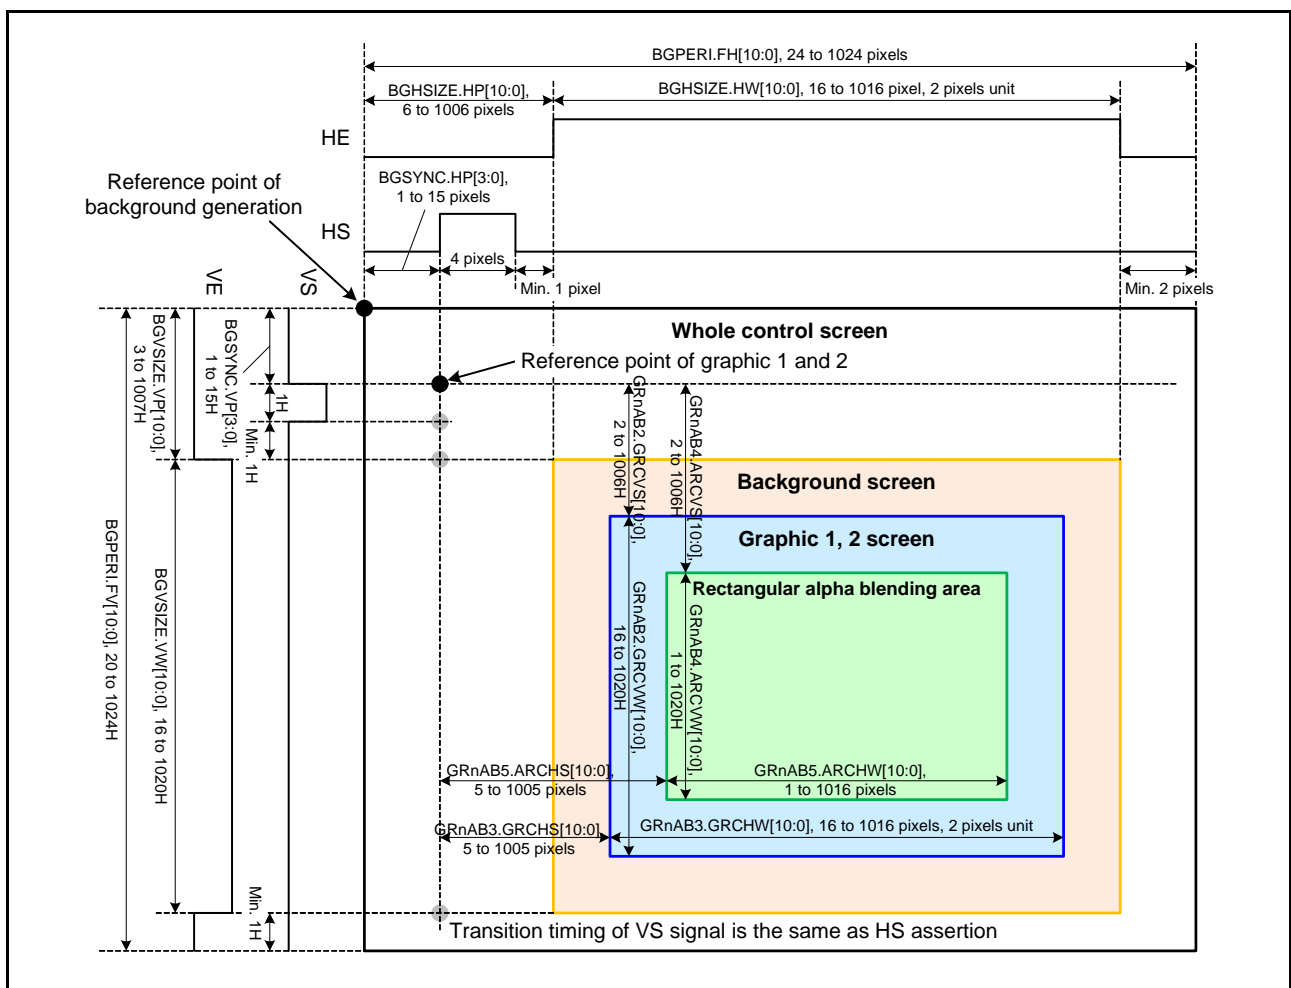 BGPERI.FH[10:0], 24 to 1024 pixels
BGHSIZE.HP[10:0],
6 to 1006 pixels
BGHSIZE.HW[10:0], 16 to 1016 pixel, 2 pixels unit
HE
BGSYNC.HP[3:0],
1 to 15 pixels
Reference point of
background generation
HS
4 pixels
Min. 1 pixel
Min. 2 pixels
VE
VS
Whole control screen
Reference point of graphic 1 and 2
BGPERI.FV[10:0], 20 to 1024H
BGVSIZE.VP[10:0],
3 to 1007H
BGSYNC.VP[3:0],
1 to 15H
1H
Min. 1H
BGVSIZE.VW[10:0], 16 to 1020H
Min. 1H
GRnAB2.GRCVS[10:0],
2 to 1006H
GRnAB4.ARCVS[10:0],
2 to 1006H
Background screen
Graphic 1, 2 screen
Rectangular alpha blending area
GRnAB2.GRCVW[10:0],
16 to 1020H
GRnAB4.ARCVW[10:0],
1 to 1020H
GRnAB5.ARCHS[10:0],
5 to 1005 pixels
GRnAB5.ARCHW[10:0],
1 to 1016 pixels
GRnAB3.GRCHS[10:0],
5 to 1005 pixels
GRnAB3.GRCHW[10:0], 16 to 1016 pixels, 2 pixels unit
Transition timing of VS signal is the same as HS assertion